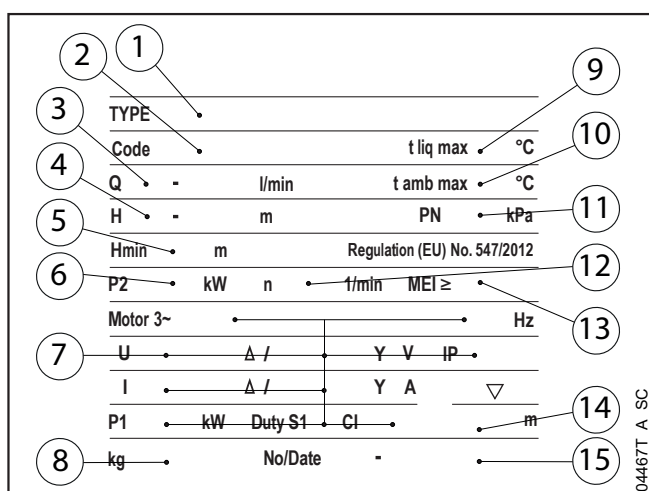 1
2
3
4
5
6
7
8
9
10
11
12
13
14
15
TYPE
Code t liq max °C
Q - l/min t amb max °C
H - m PN kPa
Hmin m Regulation (EU) No. 547/2012
P2 kW n 1/min MEI ≥
Motor 3~ Hz
U Δ / Y V IP
I Δ / Y A
P1 kW Duty S1 Cl m
kg No/Date -
04467T A SC